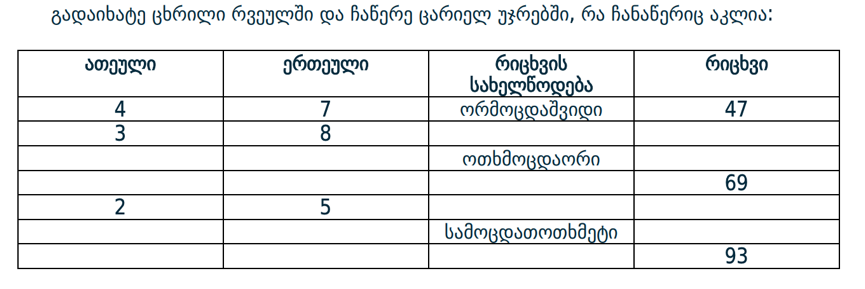 გადაიხატე ცხრილი რვეულში და ჩაწერე ცარიელ უჯრებში, რა ჩანაწერიც აკლია:
ათეული ერთეული რიცხვის სახელწოდება რიცხვი
4 7 ორმოცდაშვიდი 47
3 8
ოთხმოცდაორი
69
2 5
სამოცდათოთხმეტი
93